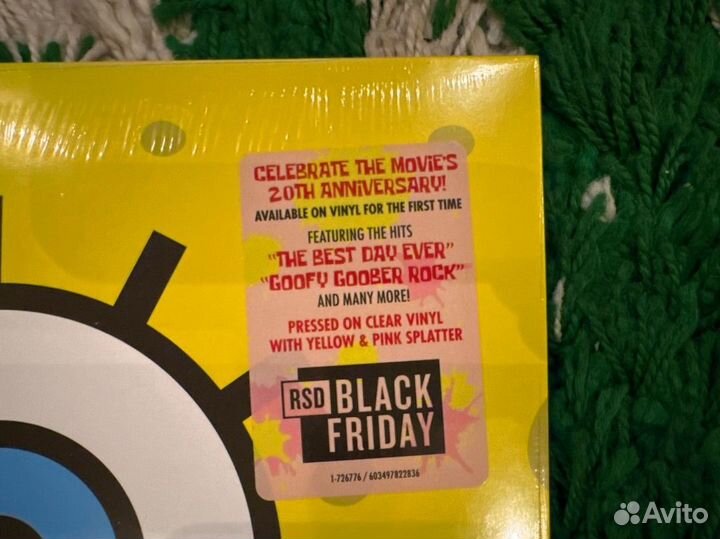 CELEBRATE THE MOVIE'S
20TH ANNIVERSARY!
AVAILABLE ON VINYL FOR THE FIRST TIME
FEATURING THE HITS
"THE BEST DAY EVER"
"GOOFY GOOBER ROCK"
AND MANY MORE!
PRESSED ON CLEAR VINYL
WITH YELLOW & PINK SPLATTER
RSD BLACK
FRIDAY
1-726776 / 603497822836
Avito